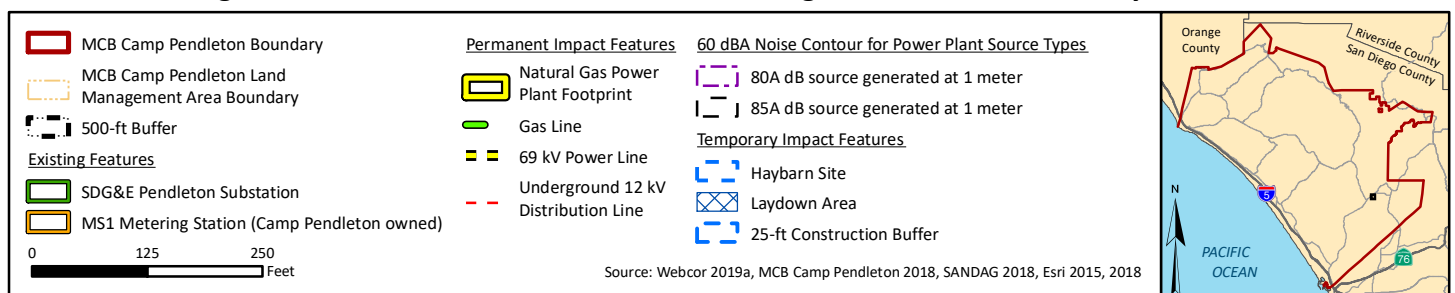 MCB Camp Pendleton Boundary
MCB Camp Pendleton Land
Management Area Boundary
500-ft Buffer
Existing Features
SDG&E Pendleton Substation
MS1 Metering Station (Camp Pendleton owned)
0 125 250
Feet
Permanent Impact Features
Natural Gas Power
Plant Footprint
Gas Line
69 kV Power Line
Underground 12 kV
Distribution Line
60 dBA Noise Contour for Power Plant Source Types
80A dB source generated at 1 meter
85A dB source generated at 1 meter
Temporary Impact Features
Haybarn Site
Laydown Area
25-ft Construction Buffer
Source: Webcor 2019a, MCB Camp Pendleton 2018, SANDAG 2018, Esri 2015, 2018
Orange
County
Riverside County
San Diego County
N
5
PACIFIC
OCEAN
76